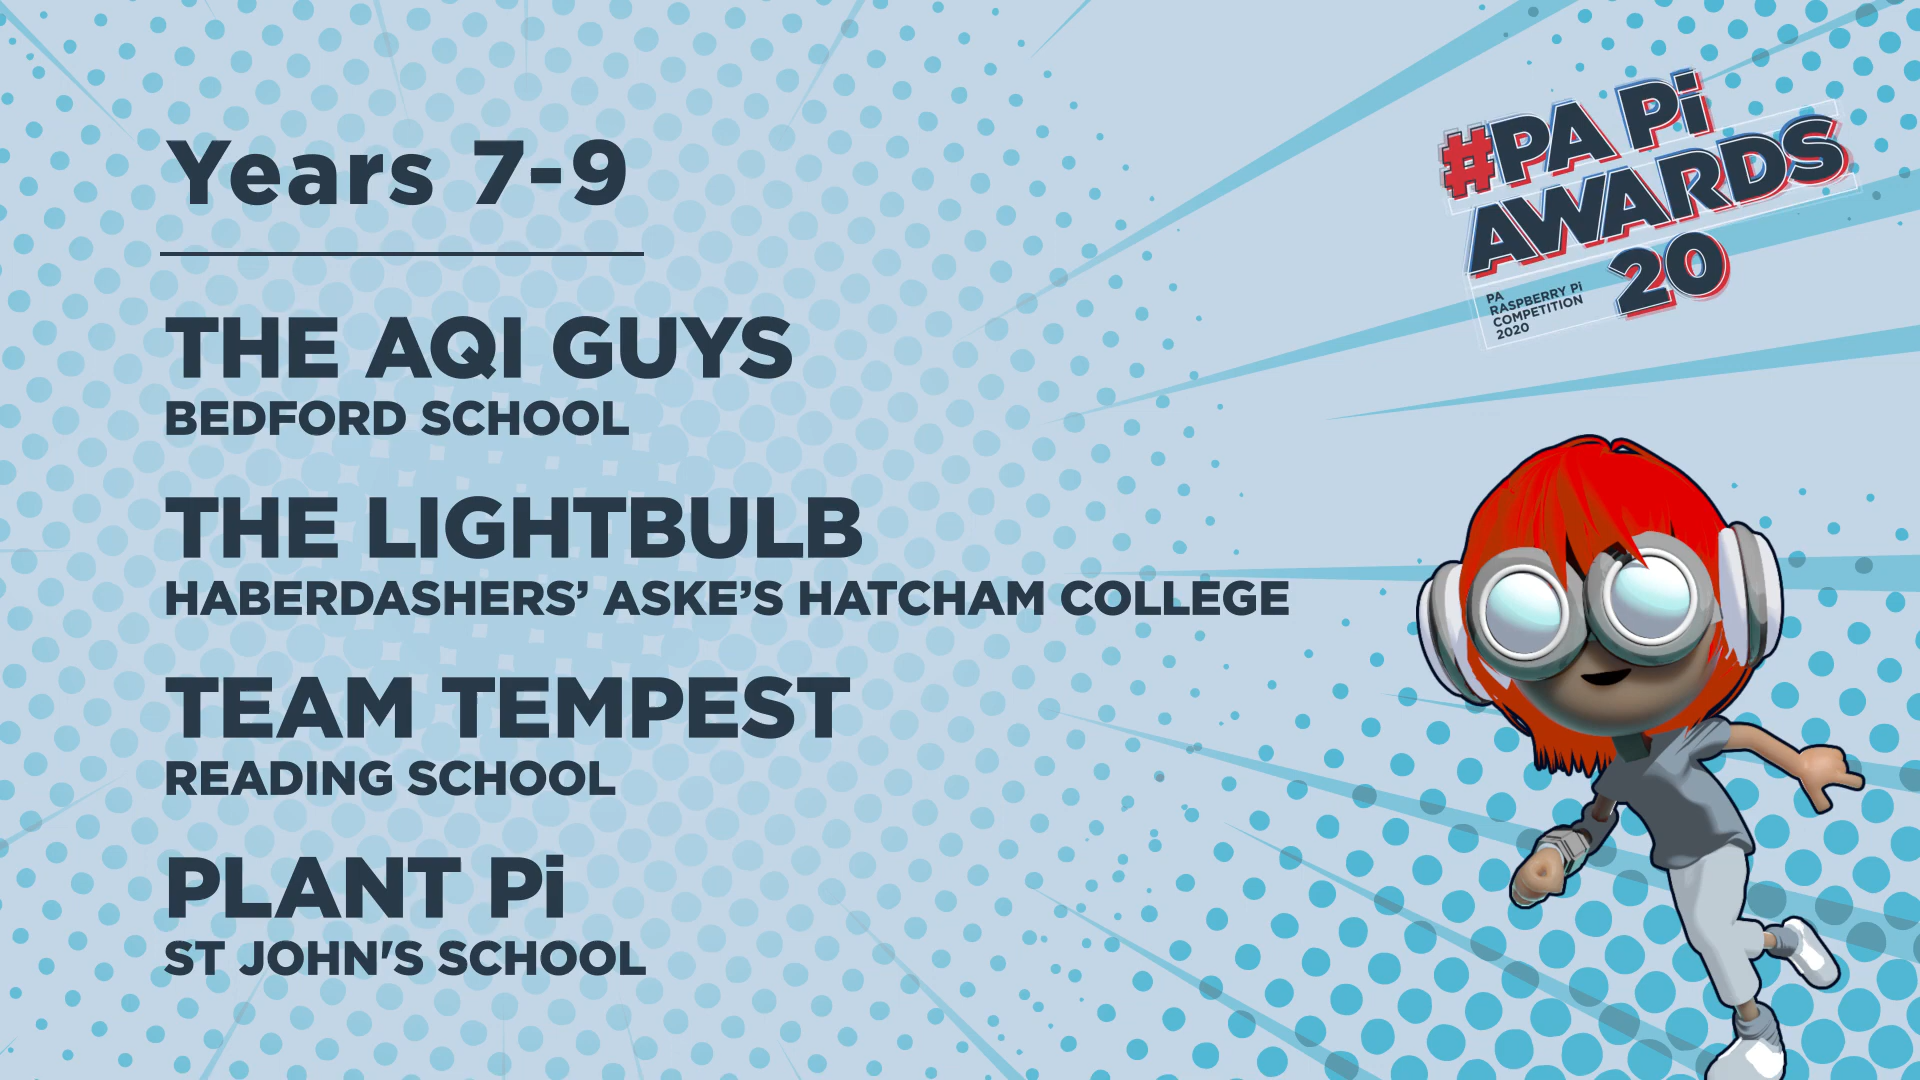 Years 7-9
THE AQI GUYS
BEDFORD SCHOOL
THE LIGHTBULB
HABERDASHERS’ ASKE’S HATCHAM COLLEGE
TEAM TEMPEST
READING SCHOOL
PLANT Pi
ST JOHN'S SCHOOL
#PA Pi
AWARDS
20
PA
RASPBERRY Pi
COMPETITION
2020